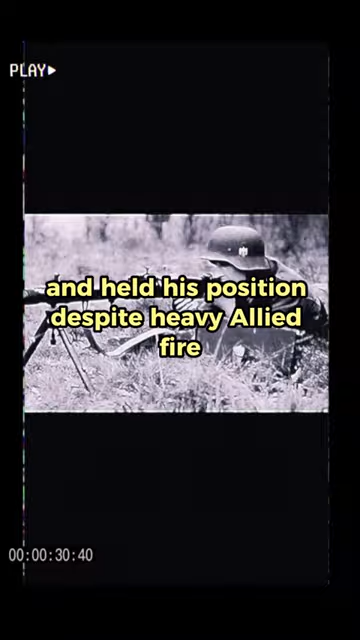 PLAY▶
and held his position
despite heavy Allied
fire
00:00:30:40